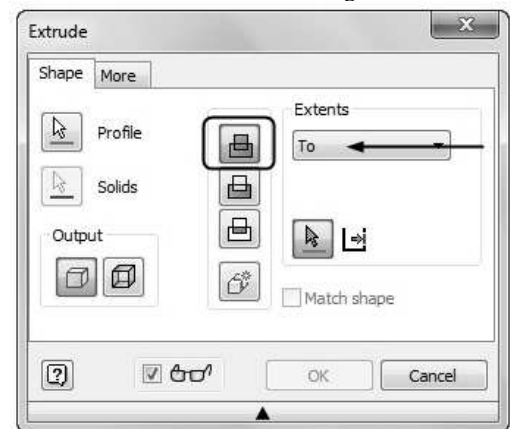 Extrude
Shape More
Extents
Profile
To
Solids
Output
Match shape
OK Cancel